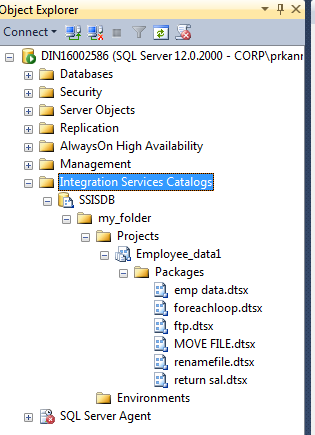 Object Explorer
Connect
DIN16002586 (SQL Server 12.0.2000 - CORP\prkann
Databases
Security
Server Objects
Replication
AlwaysOn High Availability
Management
Integration Services Catalogs
SSISDB
my_folder
Projects
Employee_data1
Packages
emp data.dtsx
foreachloop.dtsx
ftp.dtsx
MOVE FILE.dtsx
renamefile.dtsx
return sal.dtsx
Environments
SQL Server Agent